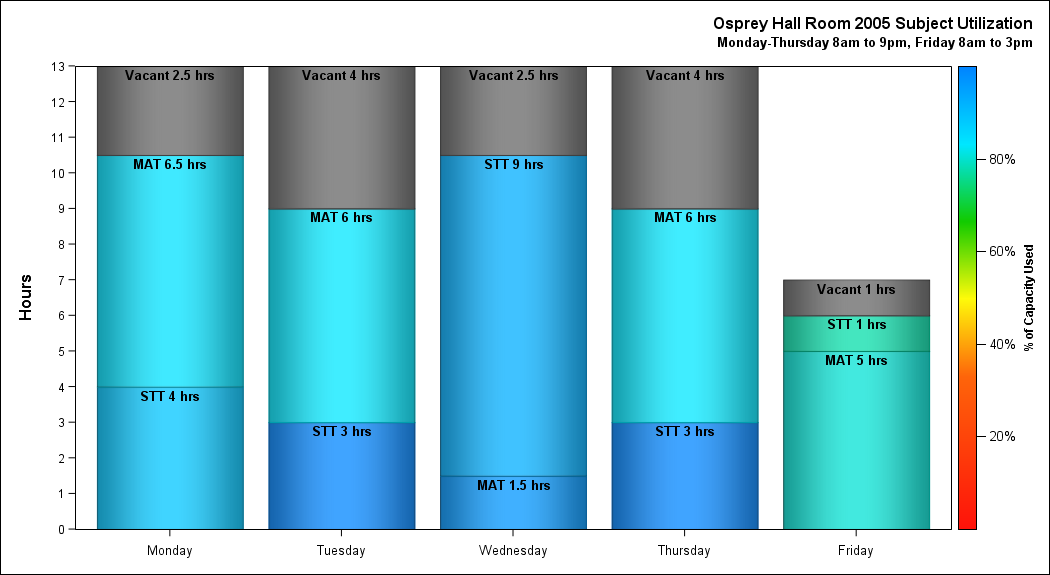 Osprey Hall Room 2005 Subject Utilization
Monday-Thursday 8am to 9pm, Friday 8am to 3pm
Hours
13
12
11
10
9
8
7
6
5
4
3
2
1
0
Vacant 2.5 hrs
MAT 6.5 hrs
STT 4 hrs
Vacant 4 hrs
MAT 6 hrs
STT 3 hrs
Vacant 2.5 hrs
STT 9 hrs
MAT 1.5 hrs
Vacant 4 hrs
MAT 6 hrs
STT 3 hrs
Vacant 1 hrs
STT 1 hrs
MAT 5 hrs
Monday
Tuesday
Wednesday
Thursday
Friday
80%
60%
40%
20%
% of Capacity Used